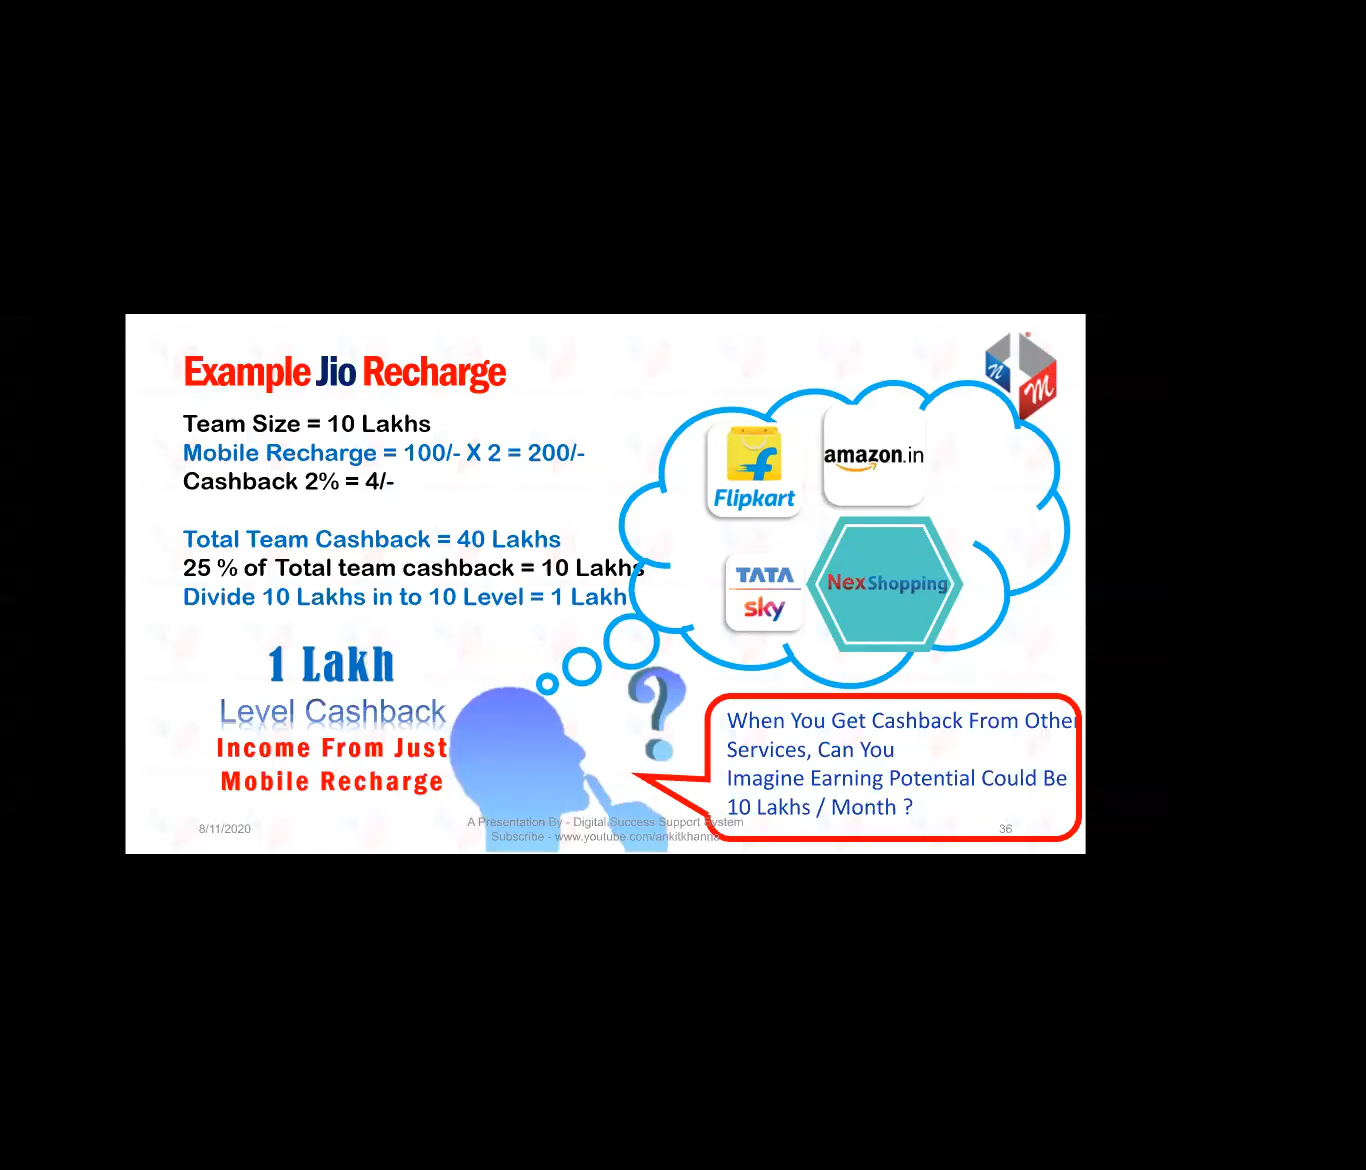 Example Jio Recharge
Team Size = 10 Lakhs
Mobile Recharge = 100/- X 2 = 200/-
Cashback 2% = 4/-
Total Team Cashback = 40 Lakhs
25 % of Total team cashback = 10 Lakhs
Divide 10 Lakhs in to 10 Level = 1 Lakh
1 Lakh
Level Cashback
Income From Just
Mobile Recharge
n
m
Flipkart
amazon.in
TATA
sky
NexShopping
When You Get Cashback From Other
Services, Can You
Imagine Earning Potential Could Be
10 Lakhs / Month ?
8/11/2020
A Presentation By - Digital Success Support System
Subscribe - www.youtube.com/ankitkhanna
36